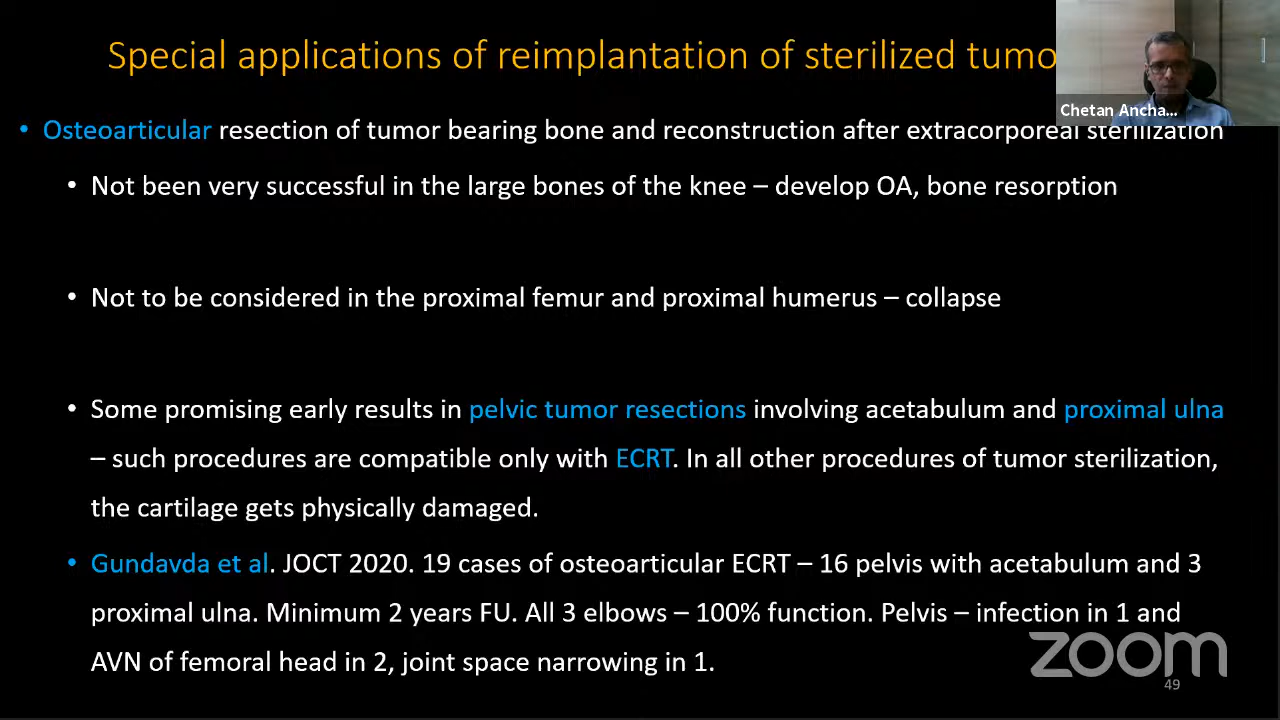 Special applications of reimplantation of sterilized tumo
Chetan Ancha...
• Osteoarticular resection of tumor bearing bone and reconstruction after extracorporeal sterilization
• Not been very successful in the large bones of the knee – develop OA, bone resorption
• Not to be considered in the proximal femur and proximal humerus – collapse
• Some promising early results in pelvic tumor resections involving acetabulum and proximal ulna
– such procedures are compatible only with ECRT. In all other procedures of tumor sterilization,
the cartilage gets physically damaged.
• Gundavda et al. JOCT 2020. 19 cases of osteoarticular ECRT – 16 pelvis with acetabulum and 3
proximal ulna. Minimum 2 years FU. All 3 elbows – 100% function. Pelvis – infection in 1 and
AVN of femoral head in 2, joint space narrowing in 1.
zoom
49